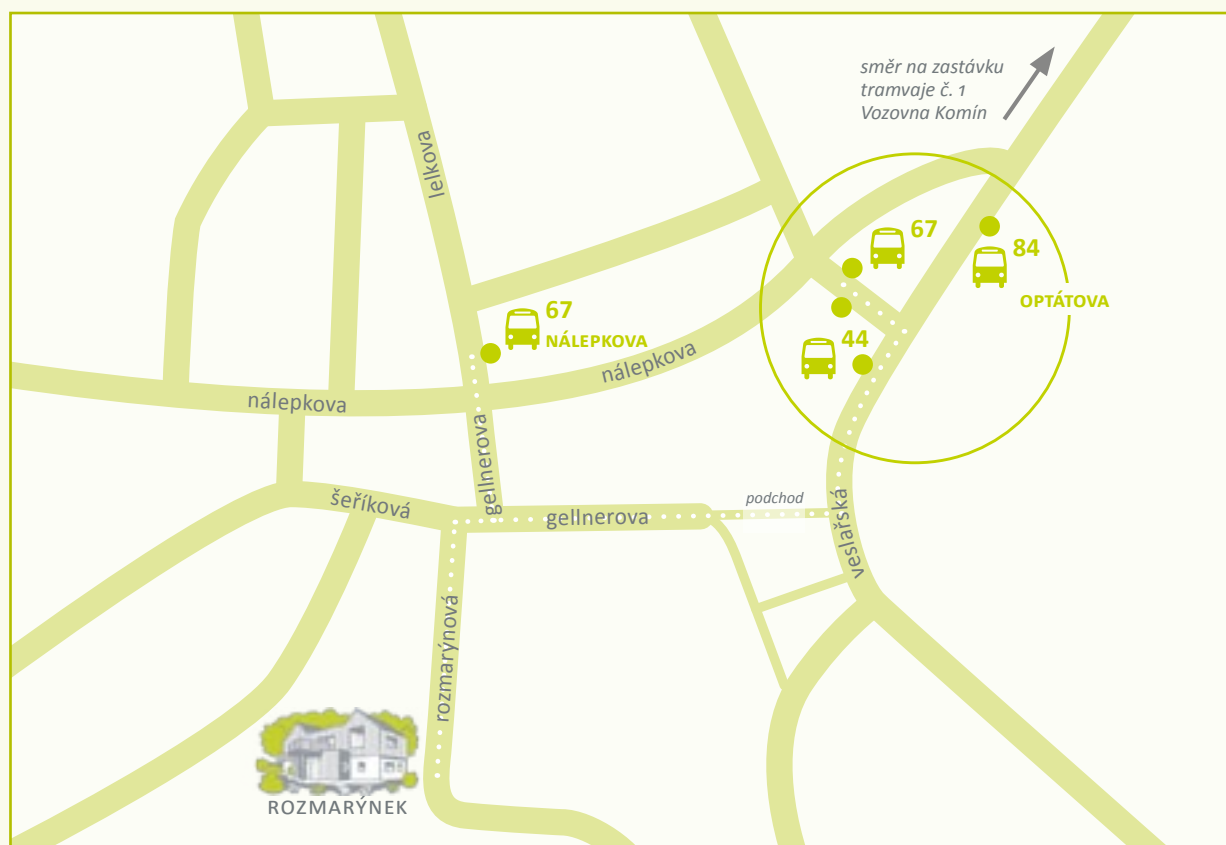 směr na zastávku
tramvaje č. 1
Vozovna Komín
lelkova
67
84
OPTÁTOVA
67
NÁLEPKOVA
44
nálepkova
nálepkova
gellnerova
šeříková
gellnerova
podchod
veslařská
rozmarýnová
ROZMARÝNEK